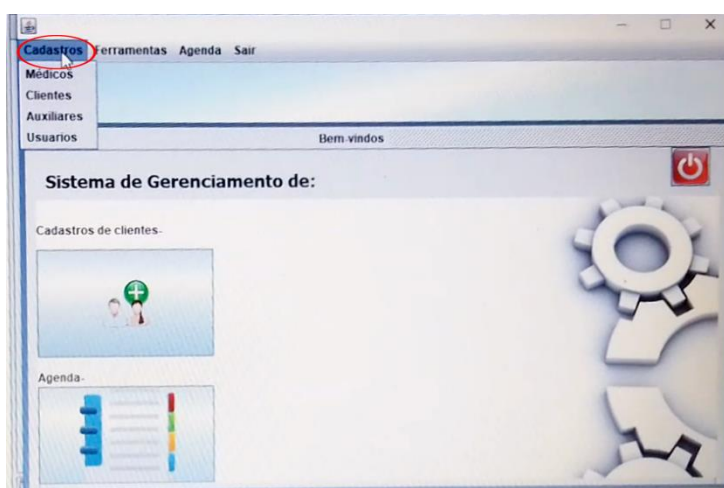 Cadastros Ferramentas Agenda Sair
Médicos
Clientes
Auxiliares
Usuarios
Bem-vindos
Sistema de Gerenciamento de:
Cadastros de clientes-
Agenda-